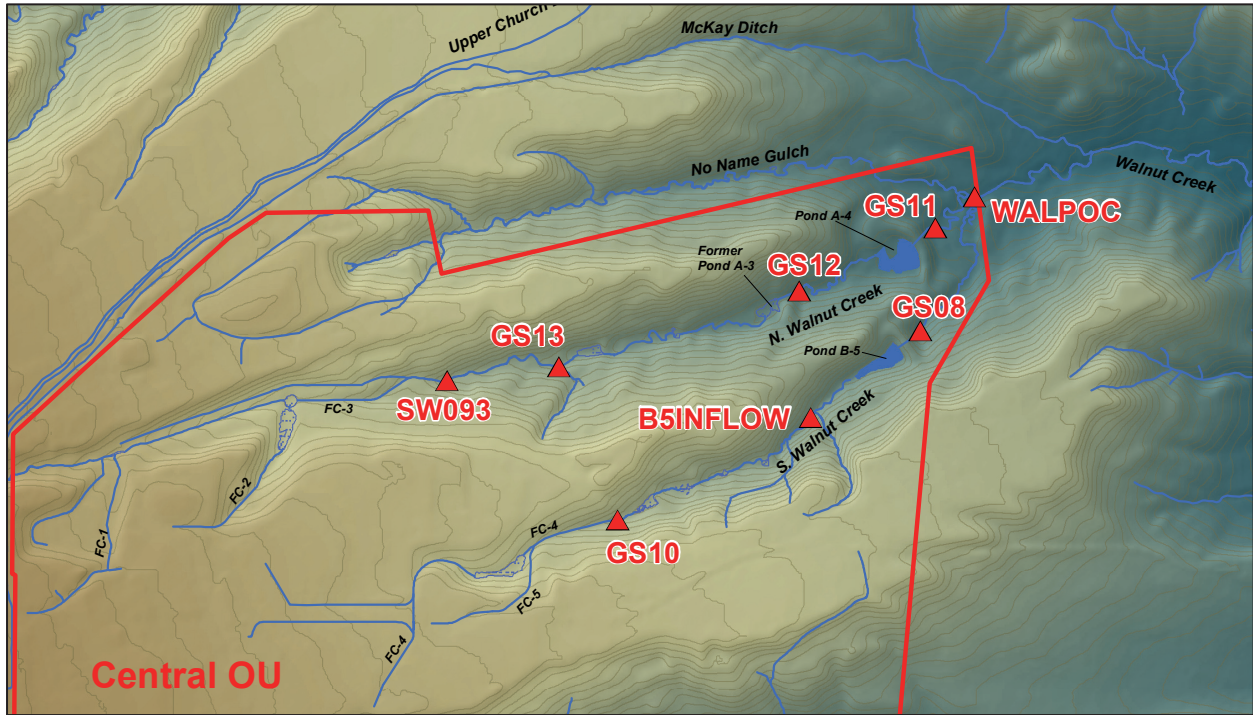 Upper Church
McKay Ditch
No Name Gulch
Walnut Creek
GS11
WALPOC
Pond A-4
Former
Pond A-3
GS12
N. Walnut Creek
GS08
GS13
Pond B-5
SW093
FC-3
B5INFLOW
S. Walnut Creek
FC-2
FC-1
FC-4
GS10
FC-5
FC-4
Central OU